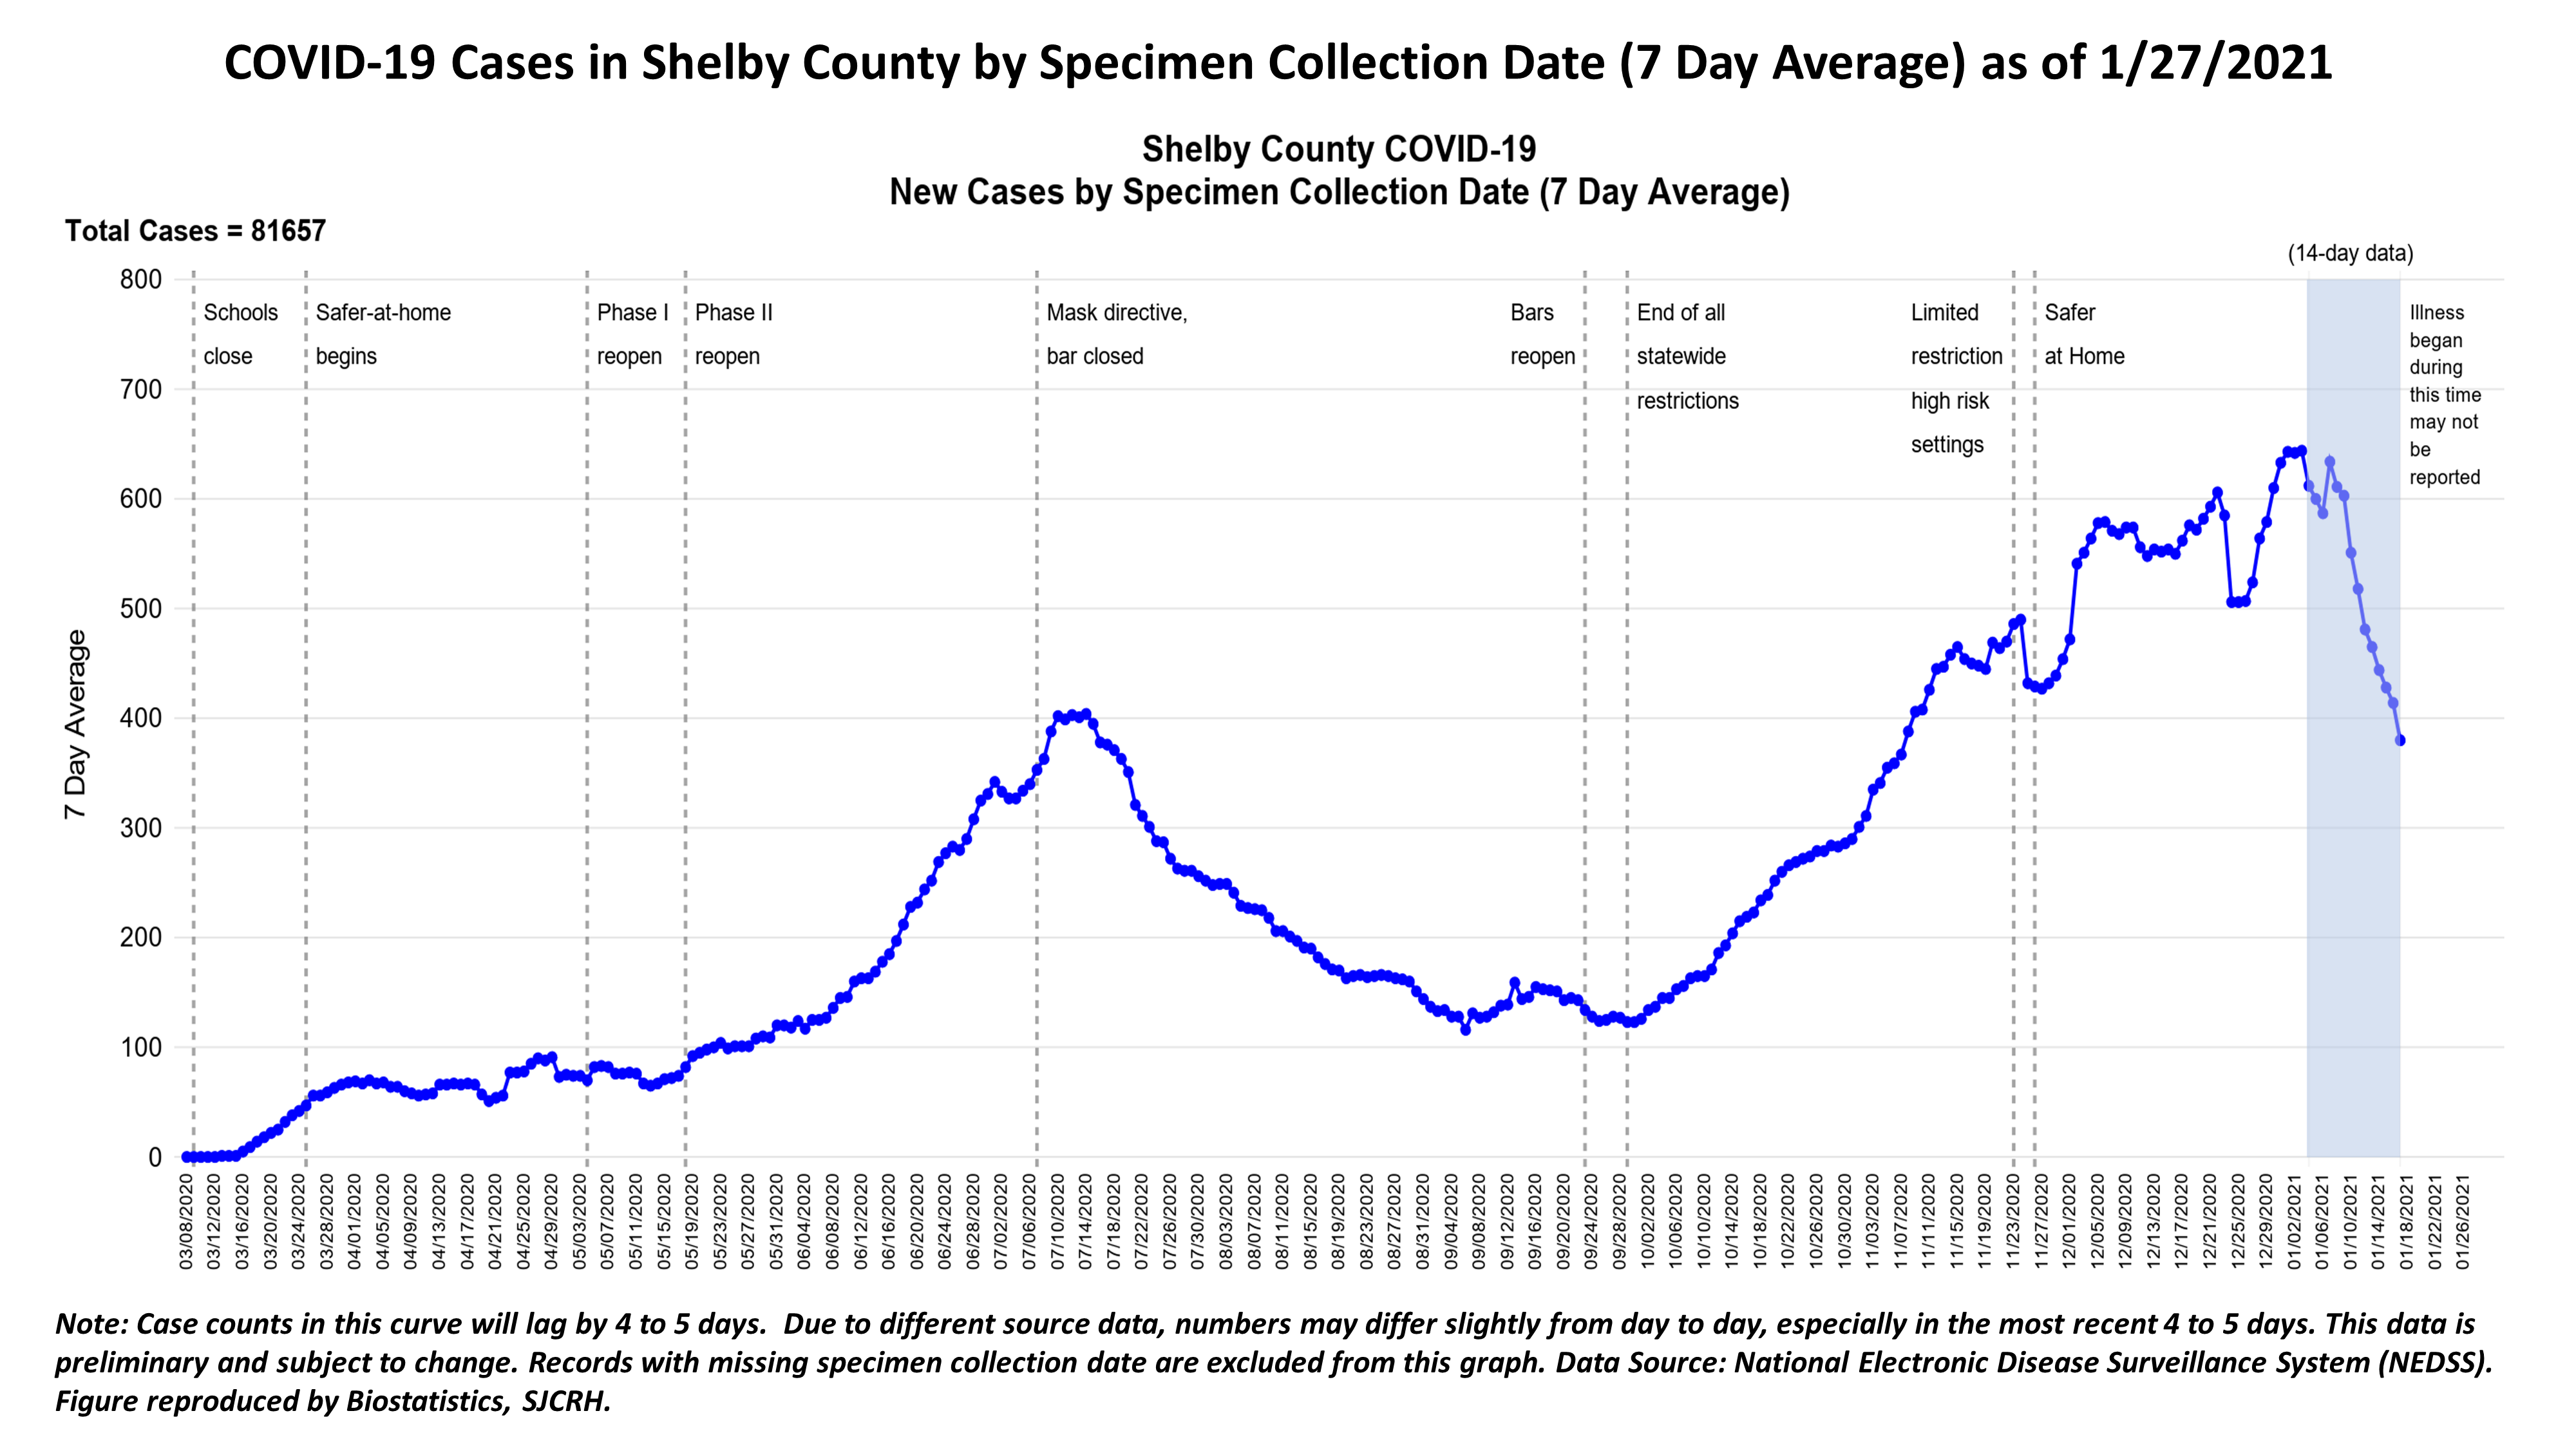 COVID-19 Cases in Shelby County by Specimen Collection Date (7 Day Average) as of 1/27/2021
Shelby County COVID-19
New Cases by Specimen Collection Date (7 Day Average)
Total Cases = 81657
(14-day data)
800
700
600
500
400
300
200
100
0
7 Day Average
Schools
close
Safer-at-home
begins
Phase I
reopen
Phase II
reopen
Mask directive,
bar closed
Bars
reopen
End of all
statewide
restrictions
Limited
restriction
high risk
settings
Safer
at Home
Illness
began
during
this time
may not
be
reported
03/08/2020
03/12/2020
03/16/2020
03/20/2020
03/24/2020
03/28/2020
04/01/2020
04/05/2020
04/09/2020
04/13/2020
04/17/2020
04/21/2020
04/25/2020
04/29/2020
05/03/2020
05/07/2020
05/11/2020
05/15/2020
05/19/2020
05/23/2020
05/27/2020
05/31/2020
06/04/2020
06/08/2020
06/12/2020
06/16/2020
06/20/2020
06/24/2020
06/28/2020
07/02/2020
07/06/2020
07/10/2020
07/14/2020
07/18/2020
07/22/2020
07/26/2020
07/30/2020
08/03/2020
08/07/2020
08/11/2020
08/15/2020
08/19/2020
08/23/2020
08/27/2020
08/31/2020
09/04/2020
09/08/2020
09/12/2020
09/16/2020
09/20/2020
09/24/2020
09/28/2020
10/02/2020
10/06/2020
10/10/2020
10/14/2020
10/18/2020
10/22/2020
10/26/2020
10/30/2020
11/03/2020
11/07/2020
11/11/2020
11/15/2020
11/19/2020
11/23/2020
11/27/2020
12/01/2020
12/05/2020
12/09/2020
12/13/2020
12/17/2020
12/21/2020
12/25/2020
12/29/2020
01/02/2021
01/06/2021
01/10/2021
01/14/2021
01/18/2021
01/22/2021
01/26/2021
Note: Case counts in this curve will lag by 4 to 5 days.  Due to different source data, numbers may differ slightly from day to day, especially in the most recent 4 to 5 days. This data is
preliminary and subject to change. Records with missing specimen collection date are excluded from this graph. Data Source: National Electronic Disease Surveillance System (NEDSS).
Figure reproduced by Biostatistics, SJCRH.